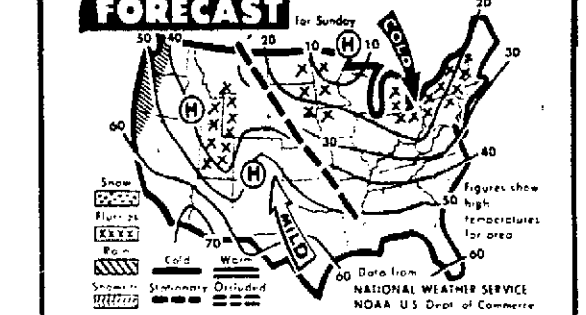 FORECAST
for Sunday
20
50 40
20
10
H
10
COLD
30
H
60
30
40
H
Snow
Flurries
XXXX
Rain
Showers
MILD
50
Figures show
high
temperatures
for area
70
Cold
Warm
Stationary
Occluded
60
60
Data from
NATIONAL WEATHER SERVICE
NOAA U S Dept of Commerce